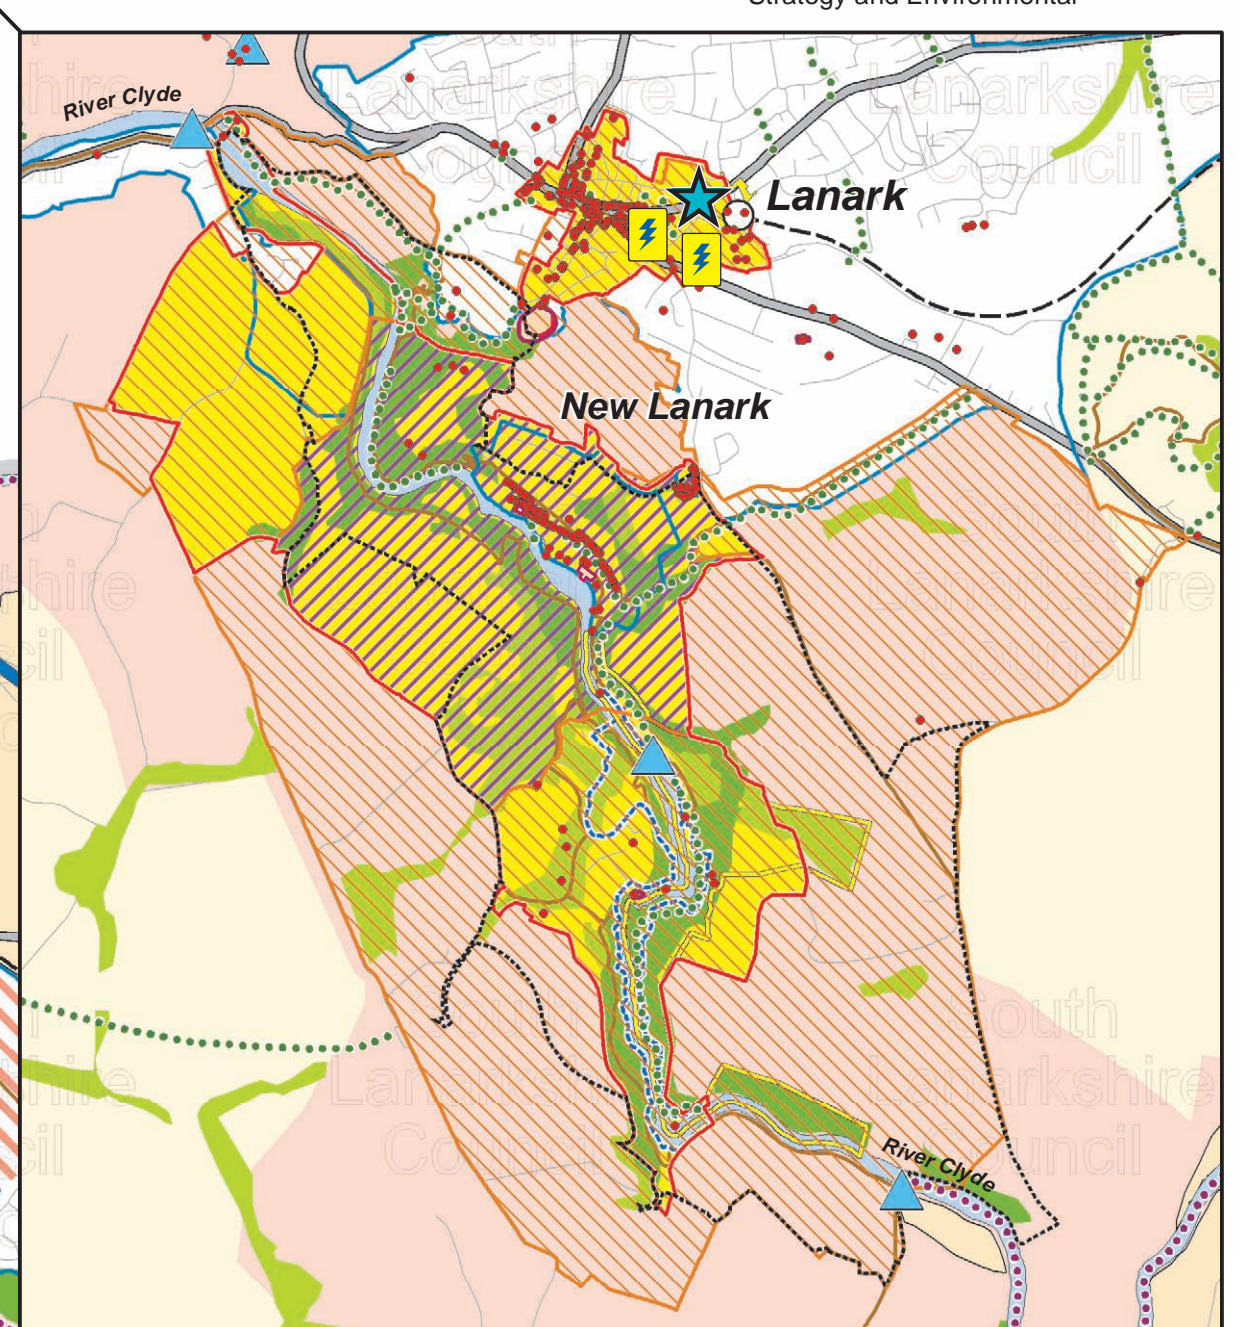 Strategy and Environmental
South
Lanarkshire
Council
River Clyde
Lanark
New Lanark
South
Lanarkshire
Council
South
Lanarkshire
Council
South
Lanarkshire
Council
River Clyde